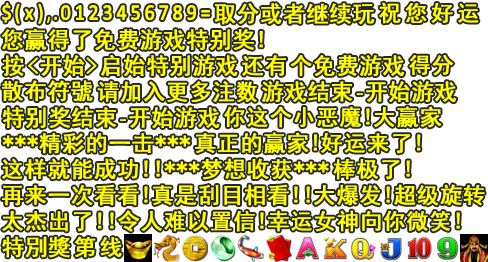 $(x),.0123456789=取分或者继续玩祝您好运
您赢得了免费游戏特别奖!
按<开始>启始特别游戏还有个免费游戏得分
散布符號请加入更多注数游戏结束-开始游戏
特别奖结束-开始游戏你这个小恶魔!大赢家
***精彩的一击***真正的赢家!好运来了!
这样就能成功!!***梦想收获***棒极了!
再来一次看看!真是刮目相看!!大爆发!超级旋转
太杰出了!!令人难以置信!幸运女神向你微笑!
特别獎第线 A K Q J 10 9